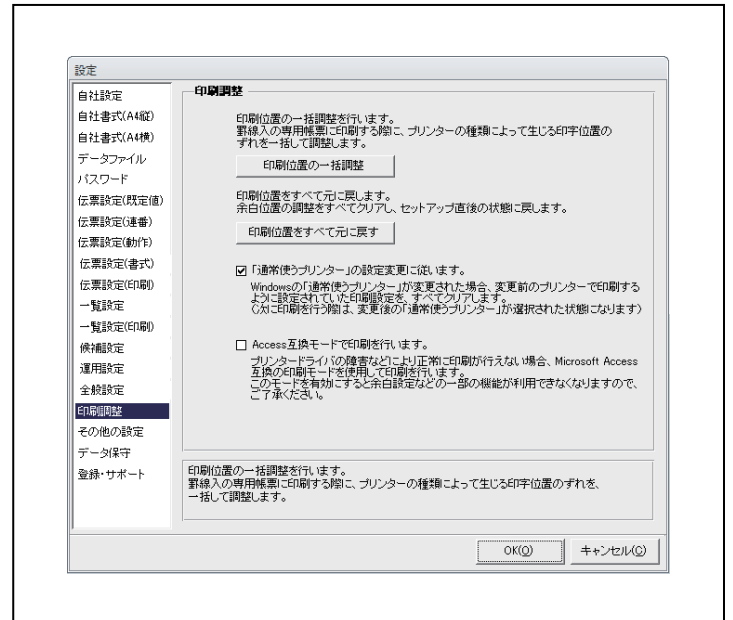 設定
自社設定
自社書式(A4縦)
自社書式(A4横)
データファイル
パスワード
伝票設定(既定値)
伝票設定(連番)
伝票設定(動作)
伝票設定(書式)
伝票設定(印刷)
一覧設定
一覧設定(印刷)
候補設定
運用設定
全般設定
印刷調整
その他の設定
データ保守
登録・サポート
印刷調整
印刷位置の一括調整を行います。
罫線入の専用帳票に印刷する際に、プリンターの種類によって生じる印字位置の
ずれを一括して調整します。
印刷位置の一括調整
印刷位置をすべて元に戻します。
余白位置の調整をすべてクリアし、セットアップ直後の状態に戻します。
印刷位置をすべて元に戻す
「通常使うプリンター」の設定変更に従います。
Windowsの「通常使うプリンター」が変更された場合、変更前のプリンターで印刷する
ように設定されていた印刷設定を、すべてクリアします。
(次に印刷を行う際は、変更後の「通常使うプリンター」が選択された状態になります)
Access互換モードで印刷を行います。
プリンタードライバの障害などにより正常に印刷が行えない場合、Microsoft Access
互換の印刷モードを使用して印刷を行います。
このモードを有効にすると余白設定などの一部の機能が利用できなくなりますので、
ご了承ください。
印刷位置の一括調整を行います。
罫線入の専用帳票に印刷する際に、プリンターの種類によって生じる印字位置のずれを、
一括して調整します。
OK(O)
キャンセル(C)